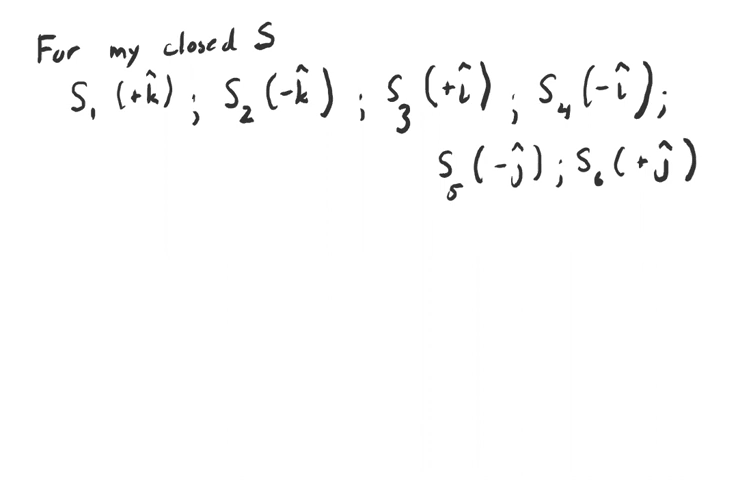 For my closed S
S₁ (+k̂) ; S₂ (-k̂) ; S₃ (+î) ; S₄ (-î) ;
S₅ (-ĵ) ; S₆ (+ĵ)